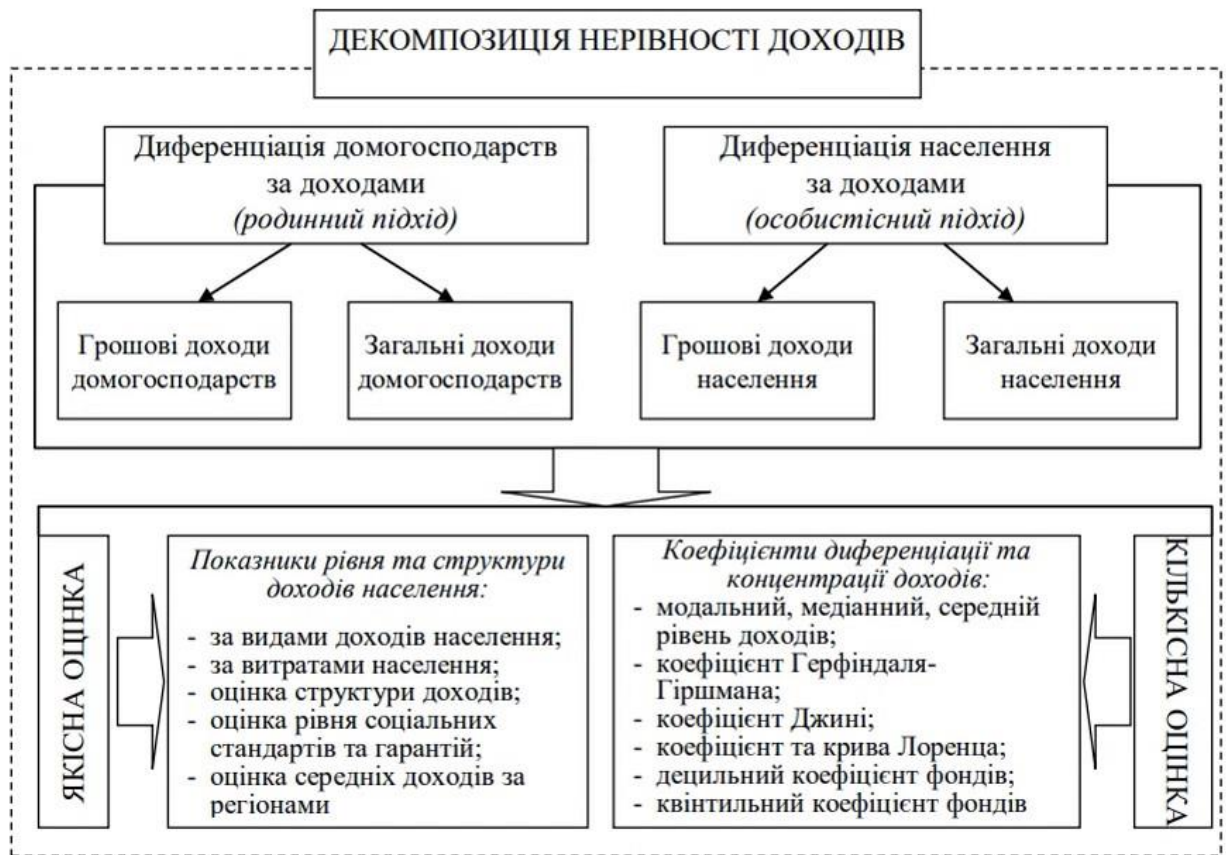 ДЕКОМПОЗИЦІЯ НЕРІВНОСТІ ДОХОДІВ
Диференціація домогосподарств
за доходами
(родинний підхід)
Диференціація населення
за доходами
(особистісний підхід)
Грошові доходи
домогосподарств
Загальні доходи
домогосподарств
Грошові доходи
населення
Загальні доходи
населення
ЯКІСНА ОЦІНКА
Показники рівня та структури
доходів населення:
- за видами доходів населення;
- за витратами населення;
- оцінка структури доходів;
- оцінка рівня соціальних
стандартів та гарантій;
- оцінка середніх доходів за
регіонами
Коефіцієнти диференціації та
концентрації доходів:
- модальний, медіанний, середній
рівень доходів;
- коефіцієнт Герфіндаля-
Гіршмана;
- коефіцієнт Джині;
- коефіцієнт та крива Лоренца;
- децильний коефіцієнт фондів;
- квінтильний коефіцієнт фондів
КІЛЬКІСНА ОЦІНКА